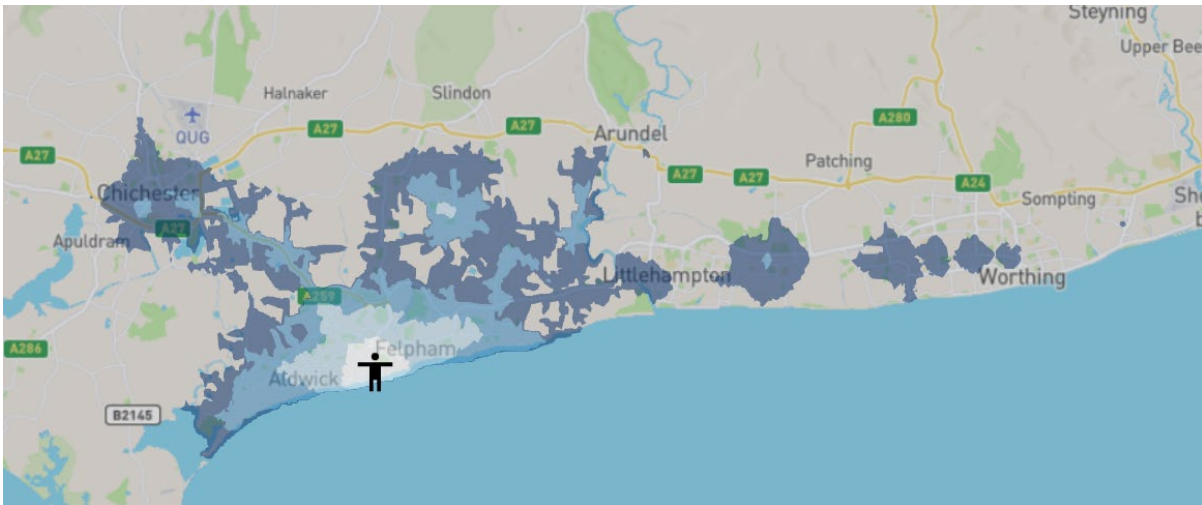 Steyning
Upper Bee
Halnaker
Slindon
QUG
A27
A27
A280
Arundel
A27
Patching
A27
A27
A24
Chichester
Sompting
She
b
A27
Apuldram
Littlehampton
Worthing
A259
A286
Felpham
Aldwick
B2145